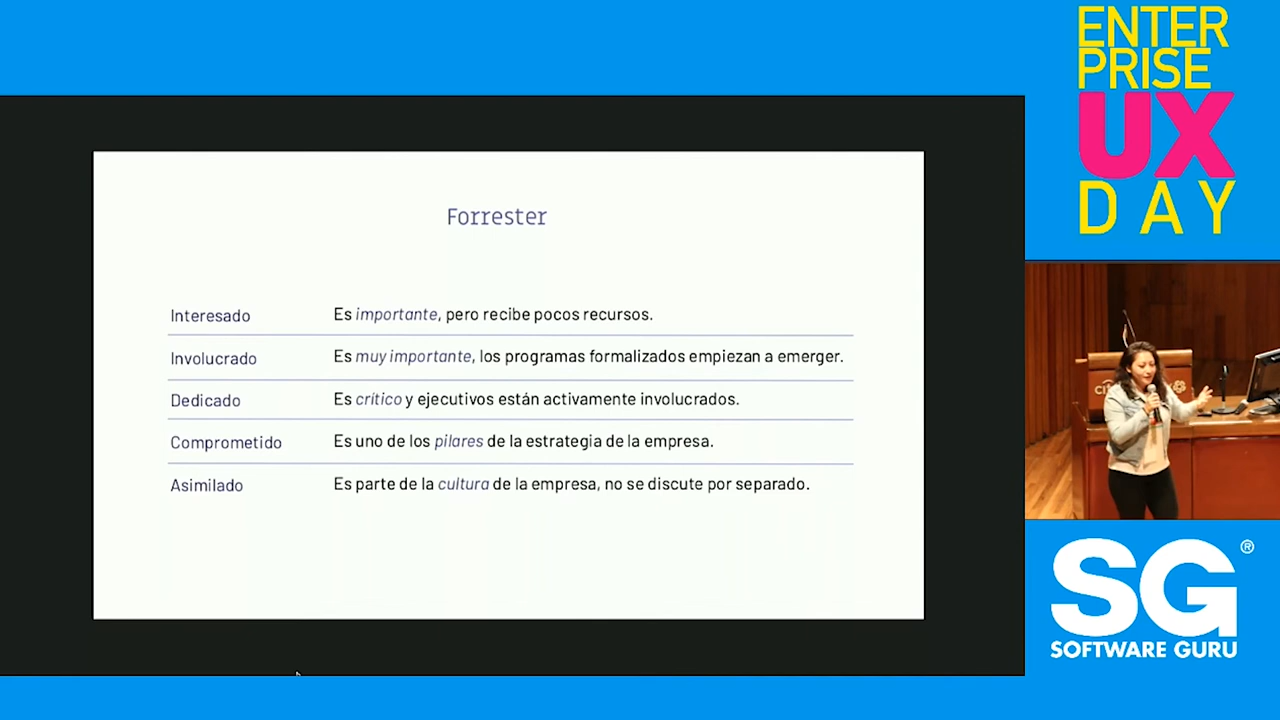 ENTER
PRISE
UX
DAY
Forrester
Interesado Es importante, pero recibe pocos recursos.
Involucrado Es muy importante, los programas formalizados empiezan a emerger.
Dedicado Es crítico y ejecutivos están activamente involucrados.
Comprometido Es uno de los pilares de la estrategia de la empresa.
Asimilado Es parte de la cultura de la empresa, no se discute por separado.
SG®
SOFTWARE GURU